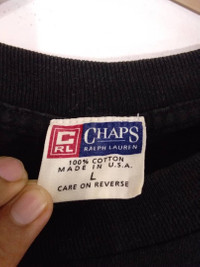 C
RL
CHAPS
RALPH LAUREN
100% COTTON
MADE IN U.S.A.
L
CARE ON REVERSE